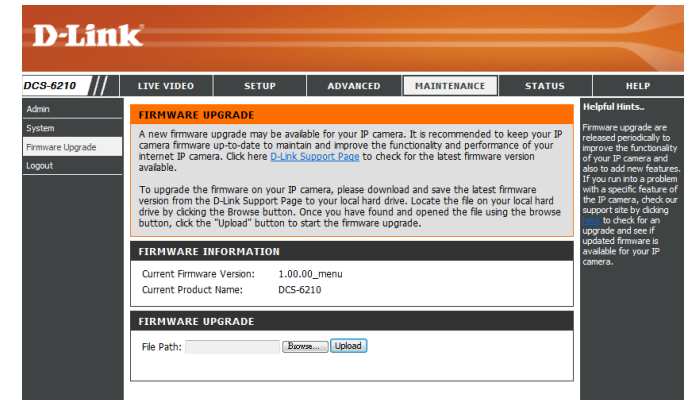 D-Link
DCS-6210 // LIVE VIDEO SETUP ADVANCED MAINTENANCE STATUS HELP
Admin
System
Firmware Upgrade
Logout
FIRMWARE UPGRADE
A new firmware upgrade may be available for your IP camera. It is recommended to keep your IP
camera firmware up-to-date to maintain and improve the functionality and performance of your
internet IP camera. Click here D-Link Support Page to check for the latest firmware version
available.
To upgrade the firmware on your IP camera, please download and save the latest firmware
version from the D-Link Support Page to your local hard drive. Locate the file on your local hard
drive by clicking the Browse button. Once you have found and opened the file using the browse
button, click the "Upload" button to start the firmware upgrade.
FIRMWARE INFORMATION
Current Firmware Version: 1.00.00_menu
Current Product Name: DCS-6210
FIRMWARE UPGRADE
File Path: Browse... Upload
Helpful Hints..
Firmware upgrade are
released periodically to
improve the functionality
of your IP camera and
also to add new features.
If you run into a problem
with a specific feature of
the IP camera, check our
support site by clicking
here to check for an
upgrade and see if
updated firmware is
available for your IP
camera.